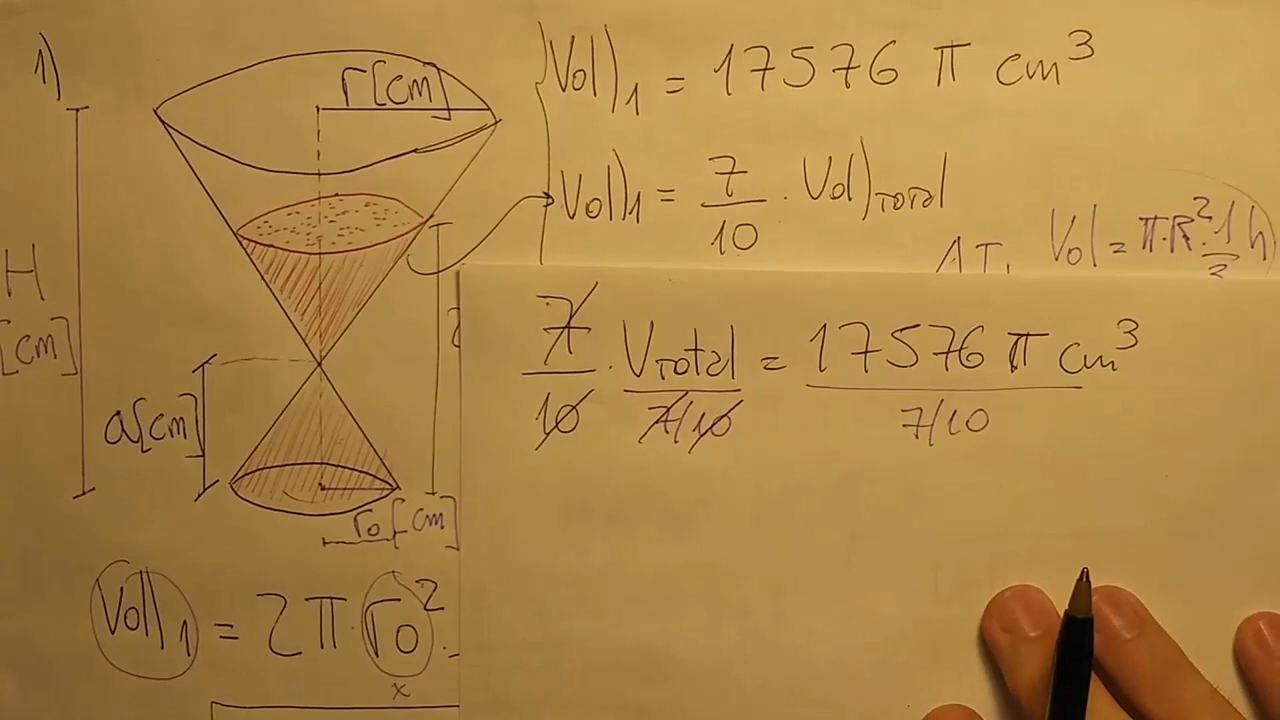 1)
r[cm]
Vol)₁ = 17576 π cm³
Vol)₁ = 7/10 · Vol)Total
Vol = π·R²·1/3 h
H
[cm]
7/10 · VTotal / 7/10 = 17576 π cm³ / 7/10
a[cm]
r₀[cm]
Vol)₁ = 2π·r₀²·
x